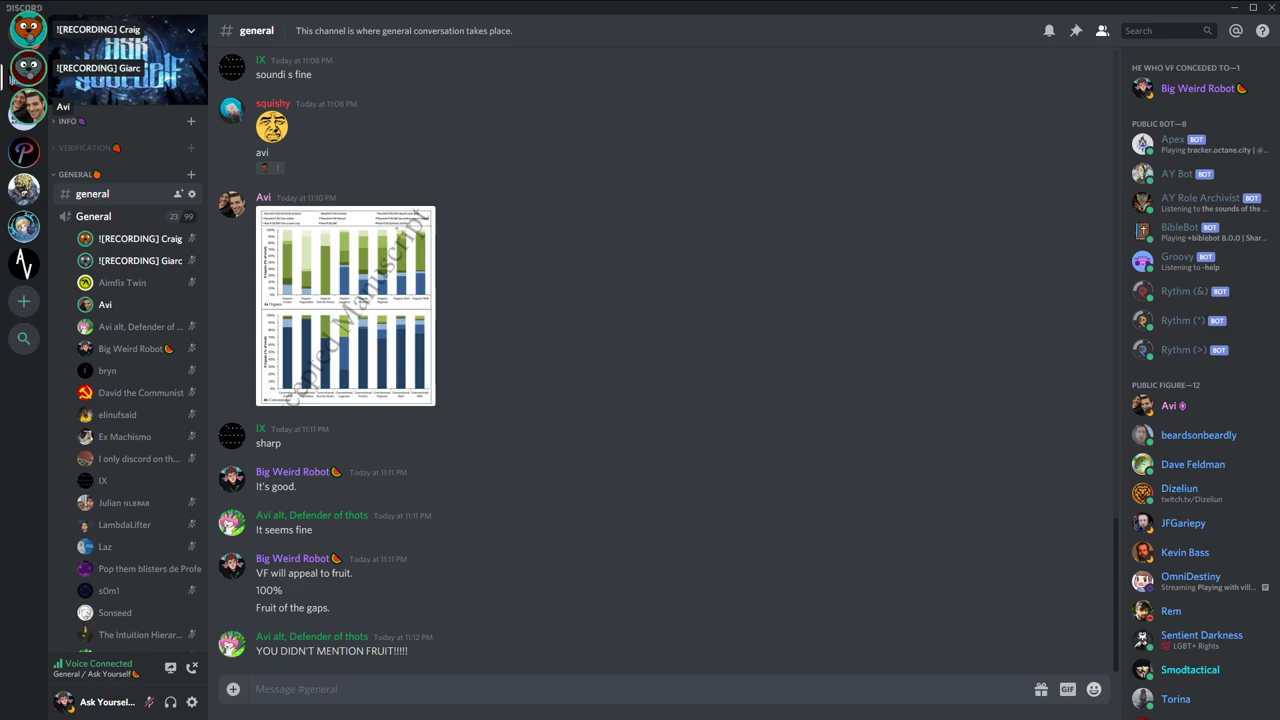 DISCORD
![RECORDING] Craig
![RECORDING] Giarc
Avi
ASK
YOURSELF
INFO
VERIFICATION
GENERAL
general
General
23 99
![RECORDING] Craig
![RECORDING] Giarc
Aimfix Twin
Avi
Avi alt, Defender of ...
Big Weird Robot
bryn
David the Communist
elinufsaid
Ex Machismo
I only discord on th...
IX
Julian NLBRAR
LambdaLifter
Laz
Pop them blisters de Profe
s0m1
Sonseed
The Intuition Hierar...
Voice Connected
General / Ask Yourself
Ask Yoursel...
# general
This channel is where general conversation takes place.
Search
IX Today at 11:08 PM
soundi s fine
squishy Today at 11:08 PM
avi
1
Avi Today at 11:10 PM
cepted Manuscript
4a Organic
4b Conventional
IX Today at 11:11 PM
sharp
Big Weird Robot Today at 11:11 PM
It's good.
Avi alt, Defender of thots Today at 11:11 PM
It seems fine
Big Weird Robot Today at 11:11 PM
VF will appeal to fruit.
100%
Fruit of the gaps.
Avi alt, Defender of thots Today at 11:12 PM
YOU DIDN'T MENTION FRUIT!!!!!
Message #general
GIF
HE WHO VF CONCEDED TO—1
Big Weird Robot
PUBLIC BOT—8
Apex BOT
Playing tracker.octane.city | @...
AY Bot BOT
AY Role Archivist BOT
Listening to the sounds of the ...
BibleBot BOT
Playing +biblebot 8.0.0 | Shar...
Groovy BOT
Listening to -help
Rythm (&) BOT
Rythm (*) BOT
Rythm (>) BOT
PUBLIC FIGURE—12
Avi
beardsonbeardly
Dave Feldman
Dizeliun
twitch.tv/Dizeliun
JFGariepy
Kevin Bass
OmniDestiny
Streaming Playing with vill...
Rem
Sentient Darkness
LGBT+ Rights
Smodtactical
Torina